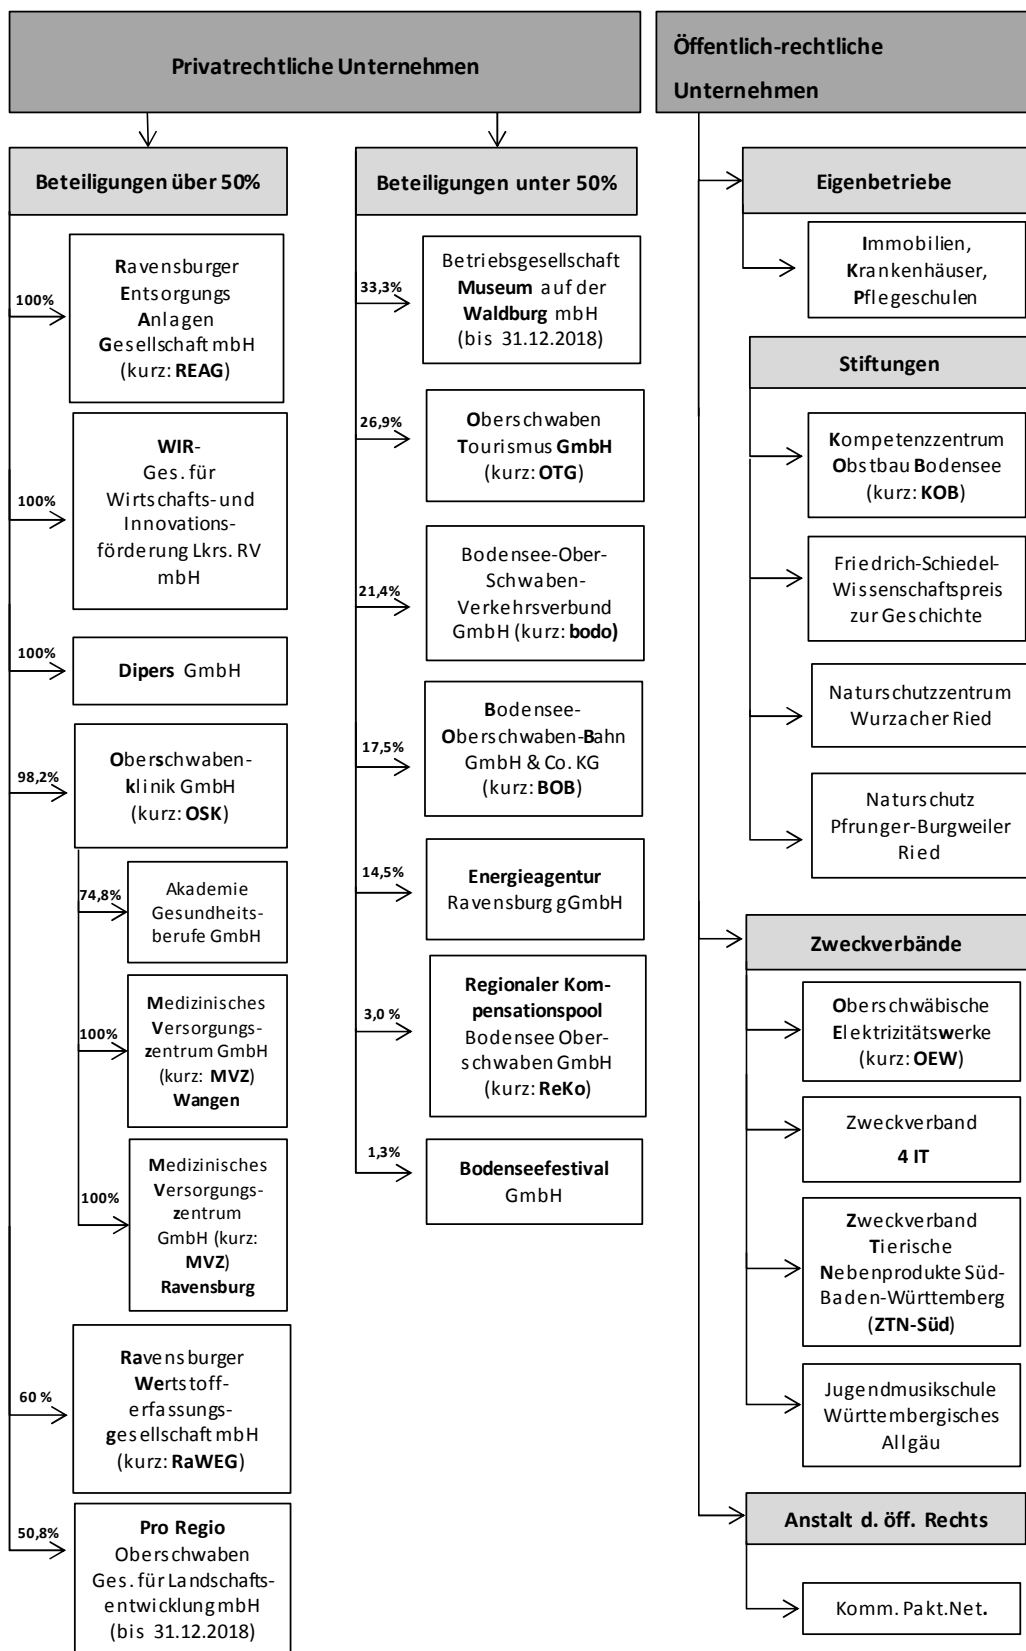 Privatrechtliche Unternehmen
Beteiligungen über 50%
100%
Ravensburger
Entsorgungs
Anlagen
Gesellschaft mbH
(kurz: REAG)
100%
WIR-
Ges. für
Wirtschafts- und
Innovations-
förderung Lkrs. RV
mbH
100%
Dipers GmbH
98,2%
Oberschwaben-
klinik GmbH
(kurz: OSK)
74,8%
Akademie
Gesundheits-
berufe GmbH
100%
Medizinisches
Versorgungs-
zentrum GmbH
(kurz: MVZ)
Wangen
100%
Medizinisches
Versorgungs-
zentrum
GmbH (kurz:
MVZ)
Ravensburg
60 %
Ravensburger
Wertstoff-
erfassungs-
gesellschaft mbH
(kurz: RaWEG)
50,8%
Pro Regio
Oberschwaben
Ges. für Landschafts-
entwicklung mbH
(bis 31.12.2018)
Beteiligungen unter 50%
33,3%
Betriebsgesellschaft
Museum auf der
Waldburg mbH
(bis 31.12.2018)
26,9%
Oberschwaben
Tourismus GmbH
(kurz: OTG)
21,4%
Bodensee-Ober-
Schwaben-
Verkehrsverbund
GmbH (kurz: bodo)
17,5%
Bodensee-
Oberschwaben-Bahn
GmbH & Co. KG
(kurz: BOB)
14,5%
Energieagentur
Ravensburg gGmbH
3,0 %
Regionaler Kom-
pensationspool
Bodensee Ober-
schwaben GmbH
(kurz: ReKo)
1,3%
Bodenseefestival
GmbH
Öffentlich-rechtliche
Unternehmen
Eigenbetriebe
Immobilien,
Krankenhäuser,
Pflegeschulen
Stiftungen
Kompetenzzentrum
Obstbau Bodensee
(kurz: KOB)
Friedrich-Schiedel-
Wissenschaftspreis
zur Geschichte
Naturschutzzentrum
Wurzacher Ried
Naturschutz
Pfrunger-Burgweiler
Ried
Zweckverbände
Oberschwäbische
Elektrizitätswerke
(kurz: OEW)
Zweckverband
4 IT
Zweckverband
Tierische
Nebenprodukte Süd-
Baden-Württemberg
(ZTN-Süd)
Jugendmusikschule
Württembergisches
Allgäu
Anstalt d. öff. Rechts
Komm. Pakt.Net.